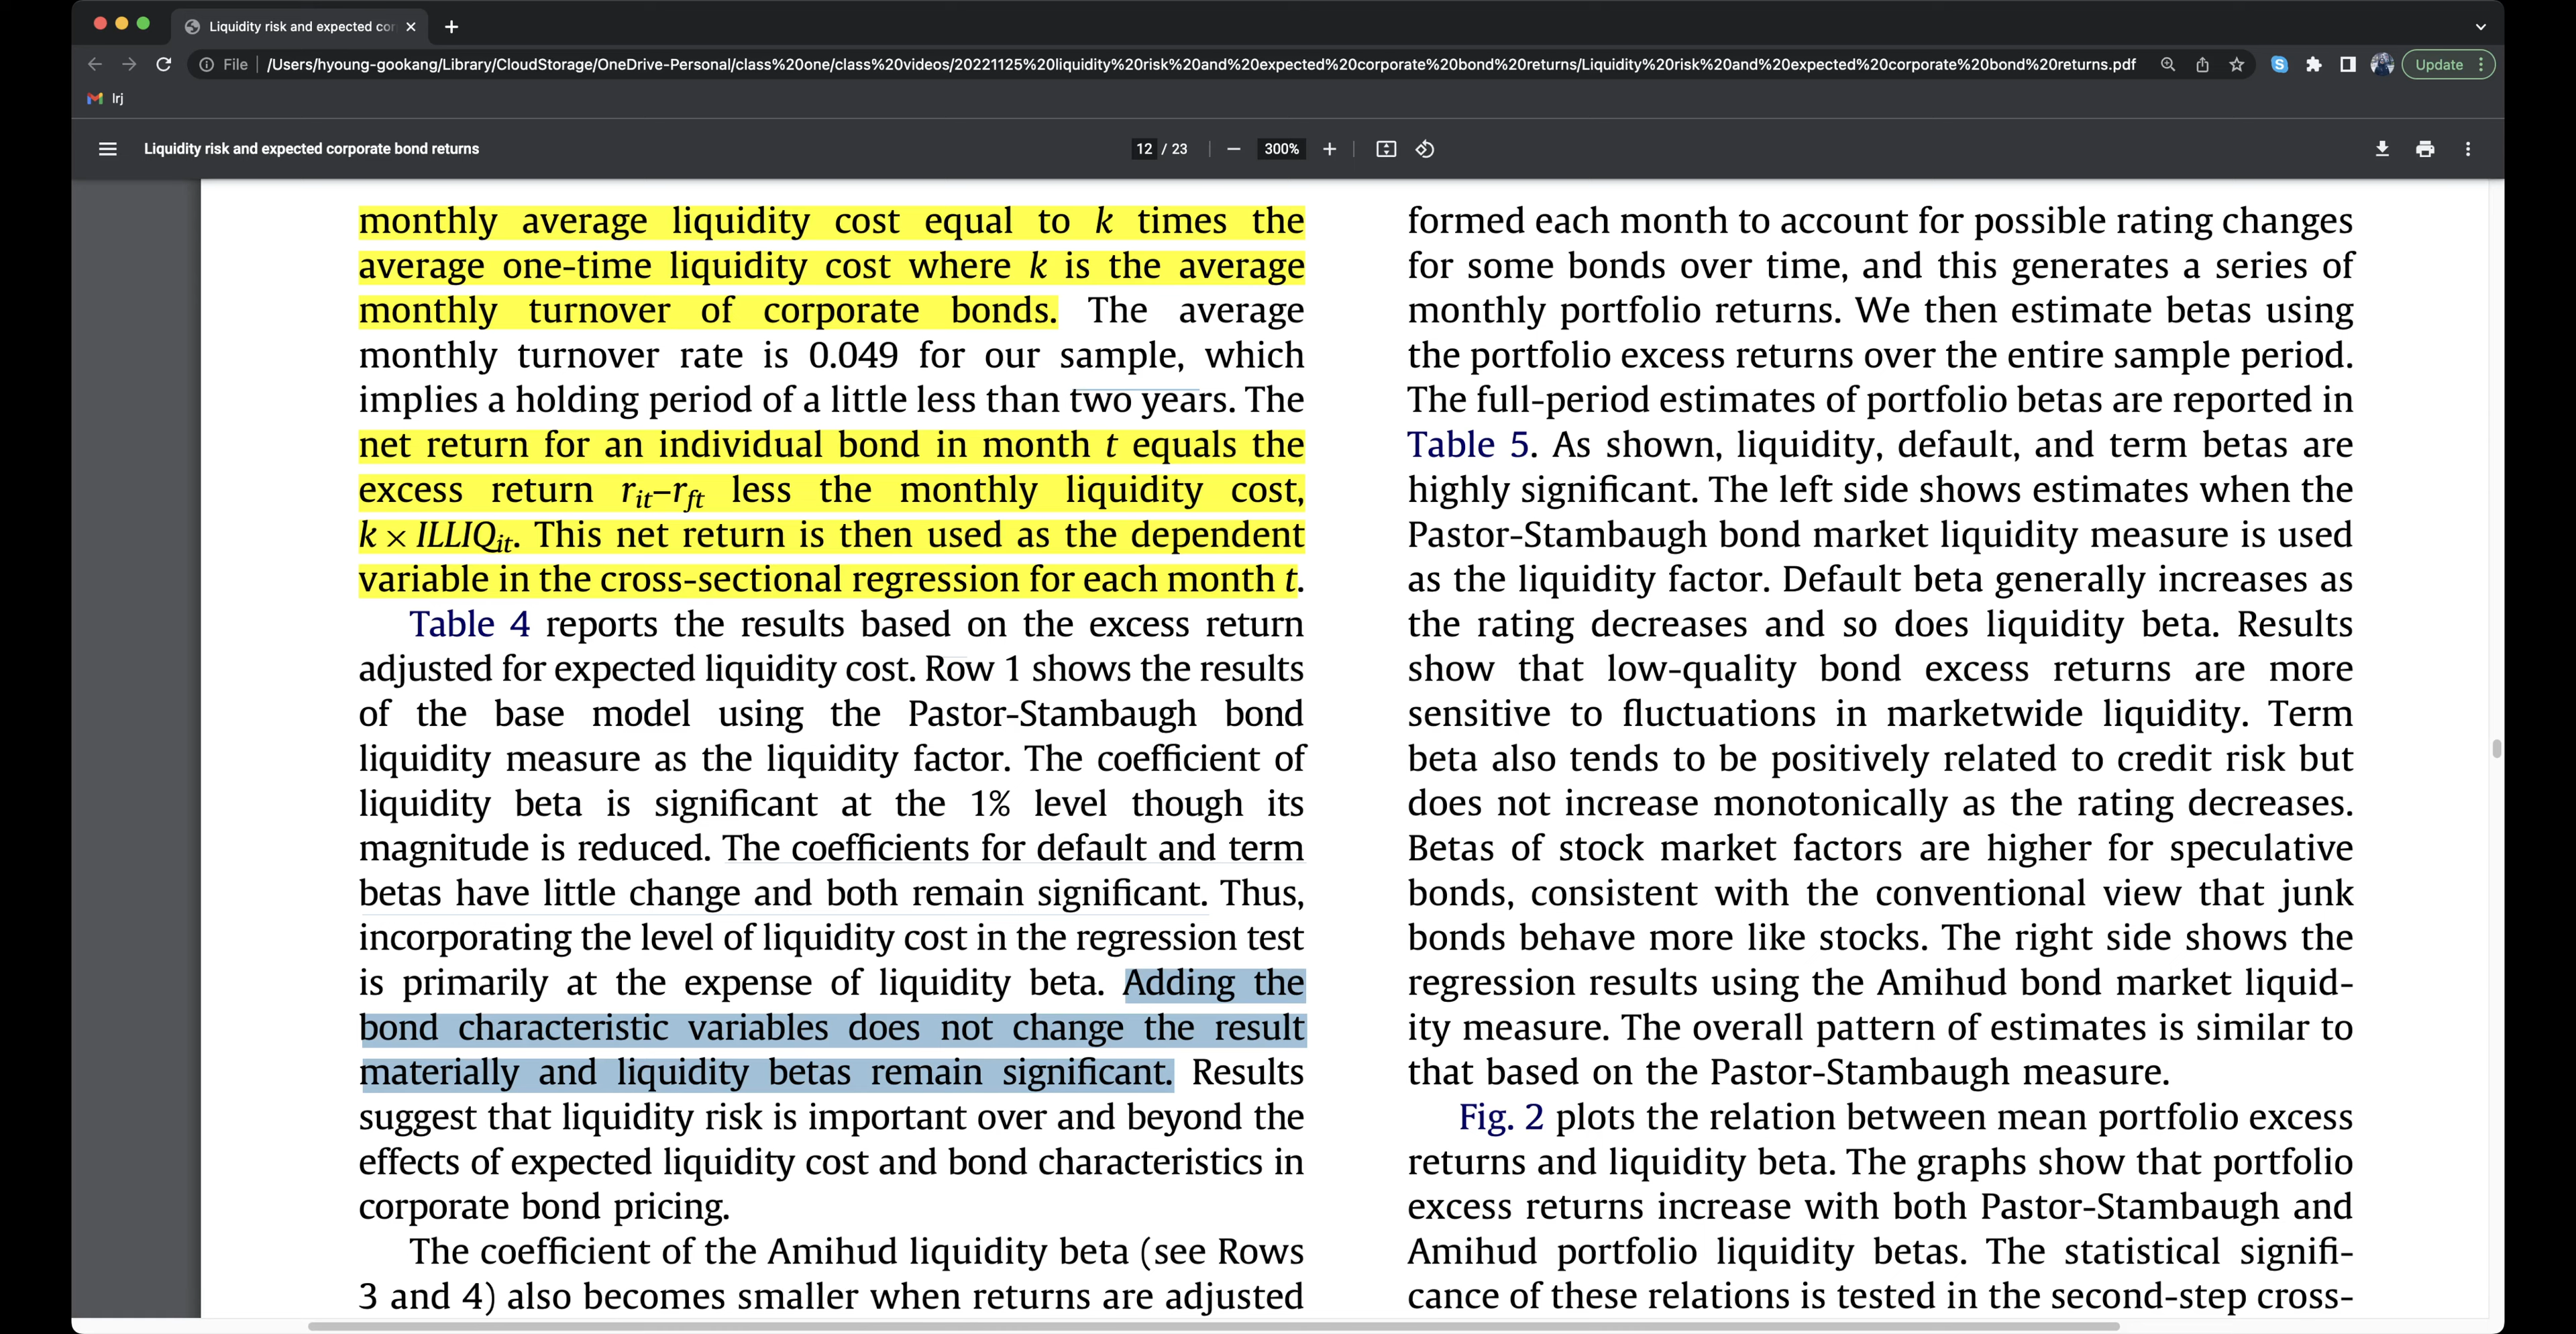 Liquidity risk and expected cor
File
/Users/hyoung-gookang/Library/CloudStorage/OneDrive-Personal/class%20one/class%20videos/20221125%20liquidity%20risk%20and%20expected%20corporate%20bond%20returns/Liquidity%20risk%20and%20expected%20corporate%20bond%20returns.pdf
Update
lrj
Liquidity risk and expected corporate bond returns
12 / 23
300%
monthly average liquidity cost equal to k times the
average one-time liquidity cost where k is the average
monthly turnover of corporate bonds. The average
monthly turnover rate is 0.049 for our sample, which
implies a holding period of a little less than two years. The
net return for an individual bond in month t equals the
excess return rit–rft less the monthly liquidity cost,
k × ILLIQit. This net return is then used as the dependent
variable in the cross-sectional regression for each month t.
Table 4 reports the results based on the excess return
adjusted for expected liquidity cost. Row 1 shows the results
of the base model using the Pastor-Stambaugh bond
liquidity measure as the liquidity factor. The coefficient of
liquidity beta is significant at the 1% level though its
magnitude is reduced. The coefficients for default and term
betas have little change and both remain significant. Thus,
incorporating the level of liquidity cost in the regression test
is primarily at the expense of liquidity beta. Adding the
bond characteristic variables does not change the result
materially and liquidity betas remain significant. Results
suggest that liquidity risk is important over and beyond the
effects of expected liquidity cost and bond characteristics in
corporate bond pricing.
The coefficient of the Amihud liquidity beta (see Rows
3 and 4) also becomes smaller when returns are adjusted
formed each month to account for possible rating changes
for some bonds over time, and this generates a series of
monthly portfolio returns. We then estimate betas using
the portfolio excess returns over the entire sample period.
The full-period estimates of portfolio betas are reported in
Table 5. As shown, liquidity, default, and term betas are
highly significant. The left side shows estimates when the
Pastor-Stambaugh bond market liquidity measure is used
as the liquidity factor. Default beta generally increases as
the rating decreases and so does liquidity beta. Results
show that low-quality bond excess returns are more
sensitive to fluctuations in marketwide liquidity. Term
beta also tends to be positively related to credit risk but
does not increase monotonically as the rating decreases.
Betas of stock market factors are higher for speculative
bonds, consistent with the conventional view that junk
bonds behave more like stocks. The right side shows the
regression results using the Amihud bond market liquid-
ity measure. The overall pattern of estimates is similar to
that based on the Pastor-Stambaugh measure.
Fig. 2 plots the relation between mean portfolio excess
returns and liquidity beta. The graphs show that portfolio
excess returns increase with both Pastor-Stambaugh and
Amihud portfolio liquidity betas. The statistical signifi-
cance of these relations is tested in the second-step cross-